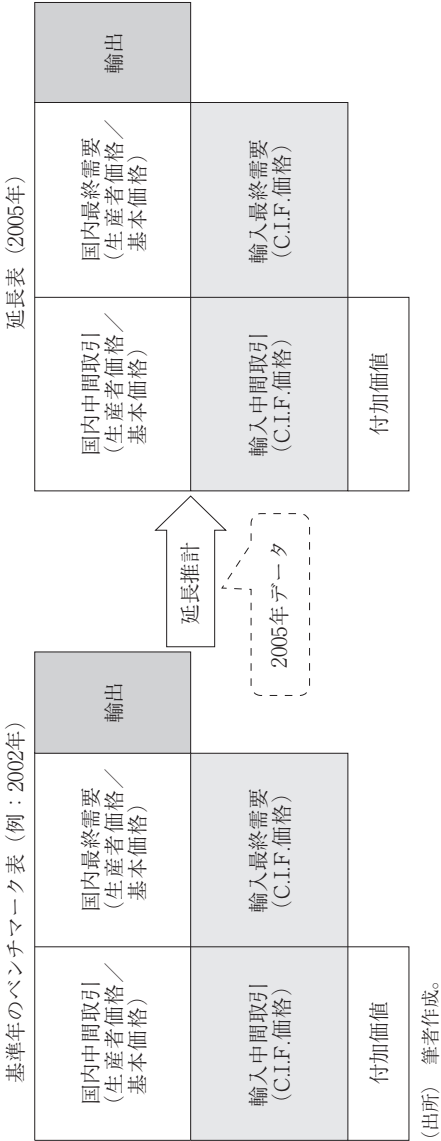 基準年のベンチマーク表（例：2002年）
国内中間取引
（生産者価格／
基本価格）
国内最終需要
（生産者価格／
基本価格）
輸出
輸入中間取引
（C.I.F.価格）
輸入最終需要
（C.I.F.価格）
付加価値
（出所）　筆者作成。
延長推計
2005年データ
延長表（2005年）
国内中間取引
（生産者価格／
基本価格）
国内最終需要
（生産者価格／
基本価格）
輸出
輸入中間取引
（C.I.F.価格）
輸入最終需要
（C.I.F.価格）
付加価値